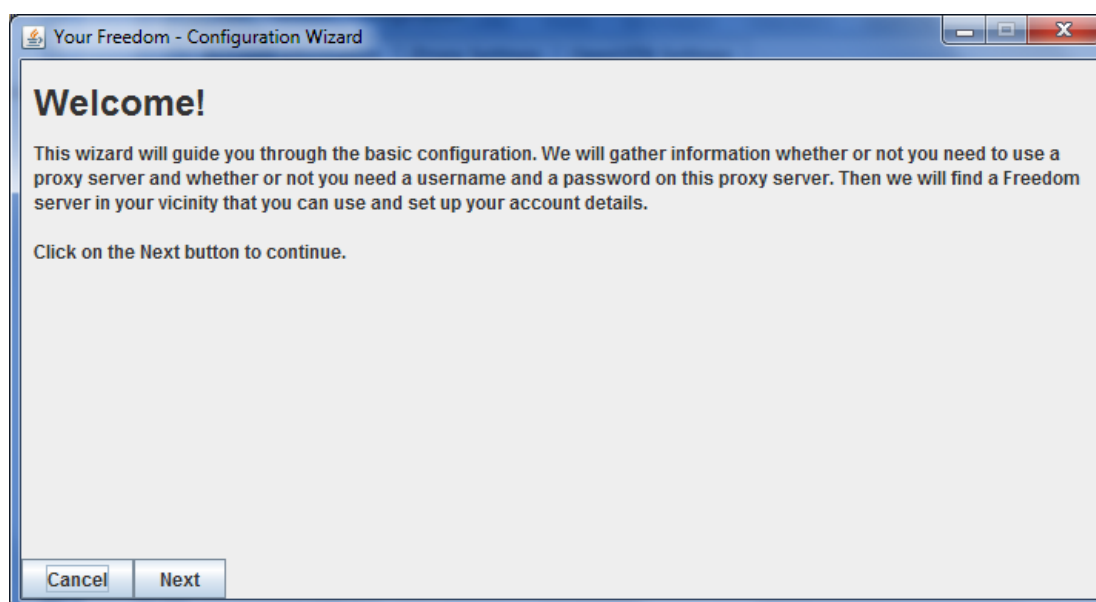 Your Freedom - Configuration Wizard
Welcome!
This wizard will guide you through the basic configuration. We will gather information whether or not you need to use a
proxy server and whether or not you need a username and a password on this proxy server. Then we will find a Freedom
server in your vicinity that you can use and set up your account details.
Click on the Next button to continue.
Cancel Next